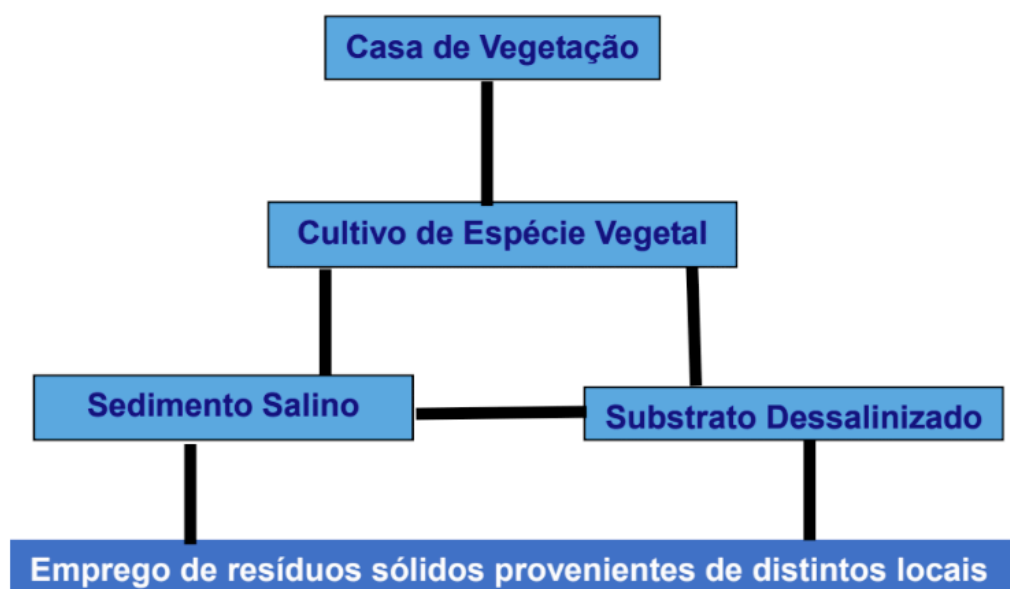 Casa de Vegetação
Cultivo de Espécie Vegetal
Sedimento Salino
Substrato Dessalinizado
Emprego de resíduos sólidos provenientes de distintos locais